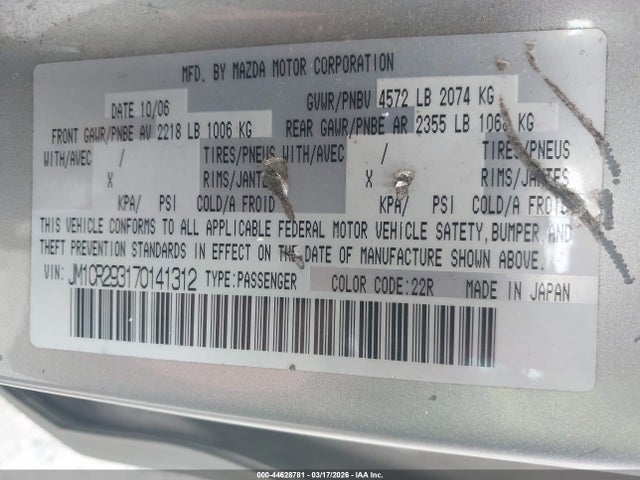 MFD. BY MAZDA MOTOR CORPORATION
DATE 10/06 GVWR/PNBV 4572 LB 2074 KG
FRONT GAWR/PNBE AV 2218 LB 1006 KG REAR GAWR/PNBE AR 2355 LB 1068 KG
WITH/AVEC / TIRES/PNEUS WITH/AVEC / TIRES/PNEUS
X RIMS/JANTES X RIMS/JANTES
KPA/ PSI COLD/A FROID KPA/ PSI COLD/A FROID
THIS VEHICLE CONFORMS TO ALL APPLICABLE FEDERAL MOTOR VEHICLE SAFETY, BUMPER, AND
THEFT PREVENTION STANDARDS IN EFFECT ON THE DATE OF MANUFACTURE SHOWN ABOVE.
VIN: JM1CR293170141312 TYPE:PASSENGER COLOR CODE:22R MADE IN JAPAN
000-44628781 - 03/17/2026 - IAA Inc.